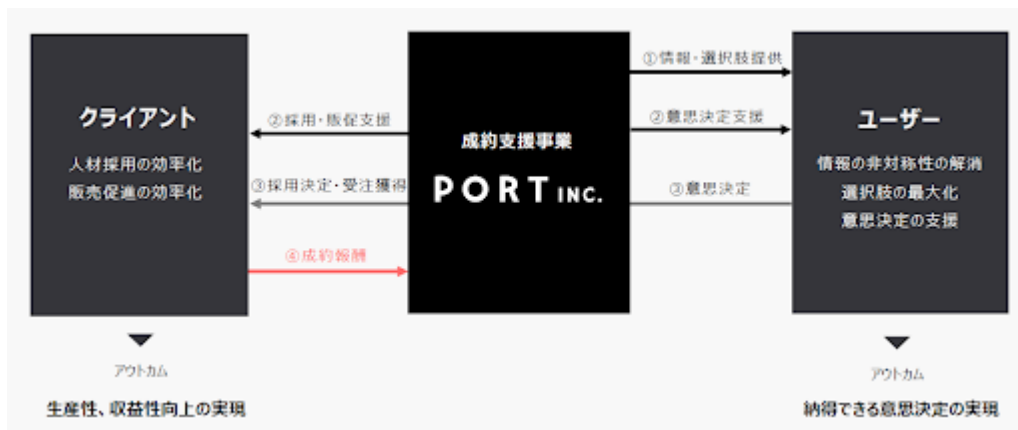 クライアント
人材採用の効率化
販売促進の効率化
②採用・販促支援
③採用決定・受注獲得
④成約報酬
成約支援事業
PORT INC.
①情報・選択肢提供
②意思決定支援
③意思決定
ユーザー
情報の非対称性の解消
選択肢の最大化
意思決定の支援
アウトカム
生産性、収益性向上の実現
アウトカム
納得できる意思決定の実現